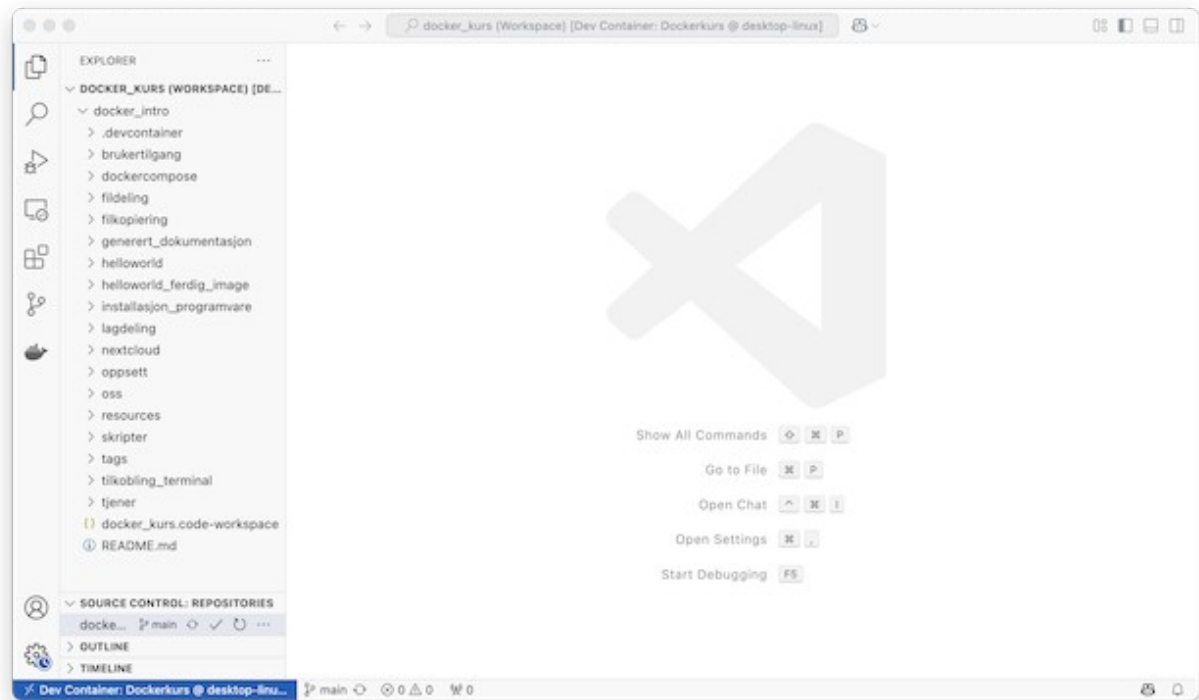 docker_kurs (Workspace) [Dev Container: Dockerkurs @ desktop-linux]
EXPLORER
DOCKER_KURS (WORKSPACE) [DE...
docker_intro
.devcontainer
brukertilgang
dockercompose
fildeling
filkopiering
generert_dokumentasjon
helloworld
helloworld_ferdig_image
installasjon_programvare
lagdeling
nextcloud
oppsett
oss
resources
skripter
tags
tilkobling_terminal
tjener
{} docker_kurs.code-workspace
README.md
SOURCE CONTROL: REPOSITORIES
docke... main
OUTLINE
TIMELINE
Show All Commands ⇧ ⌘ P
Go to File ⌘ P
Open Chat ^ ⌘ I
Open Settings ⌘ ,
Start Debugging F5
Dev Container: Dockerkurs @ desktop-linu... main 0 0 0